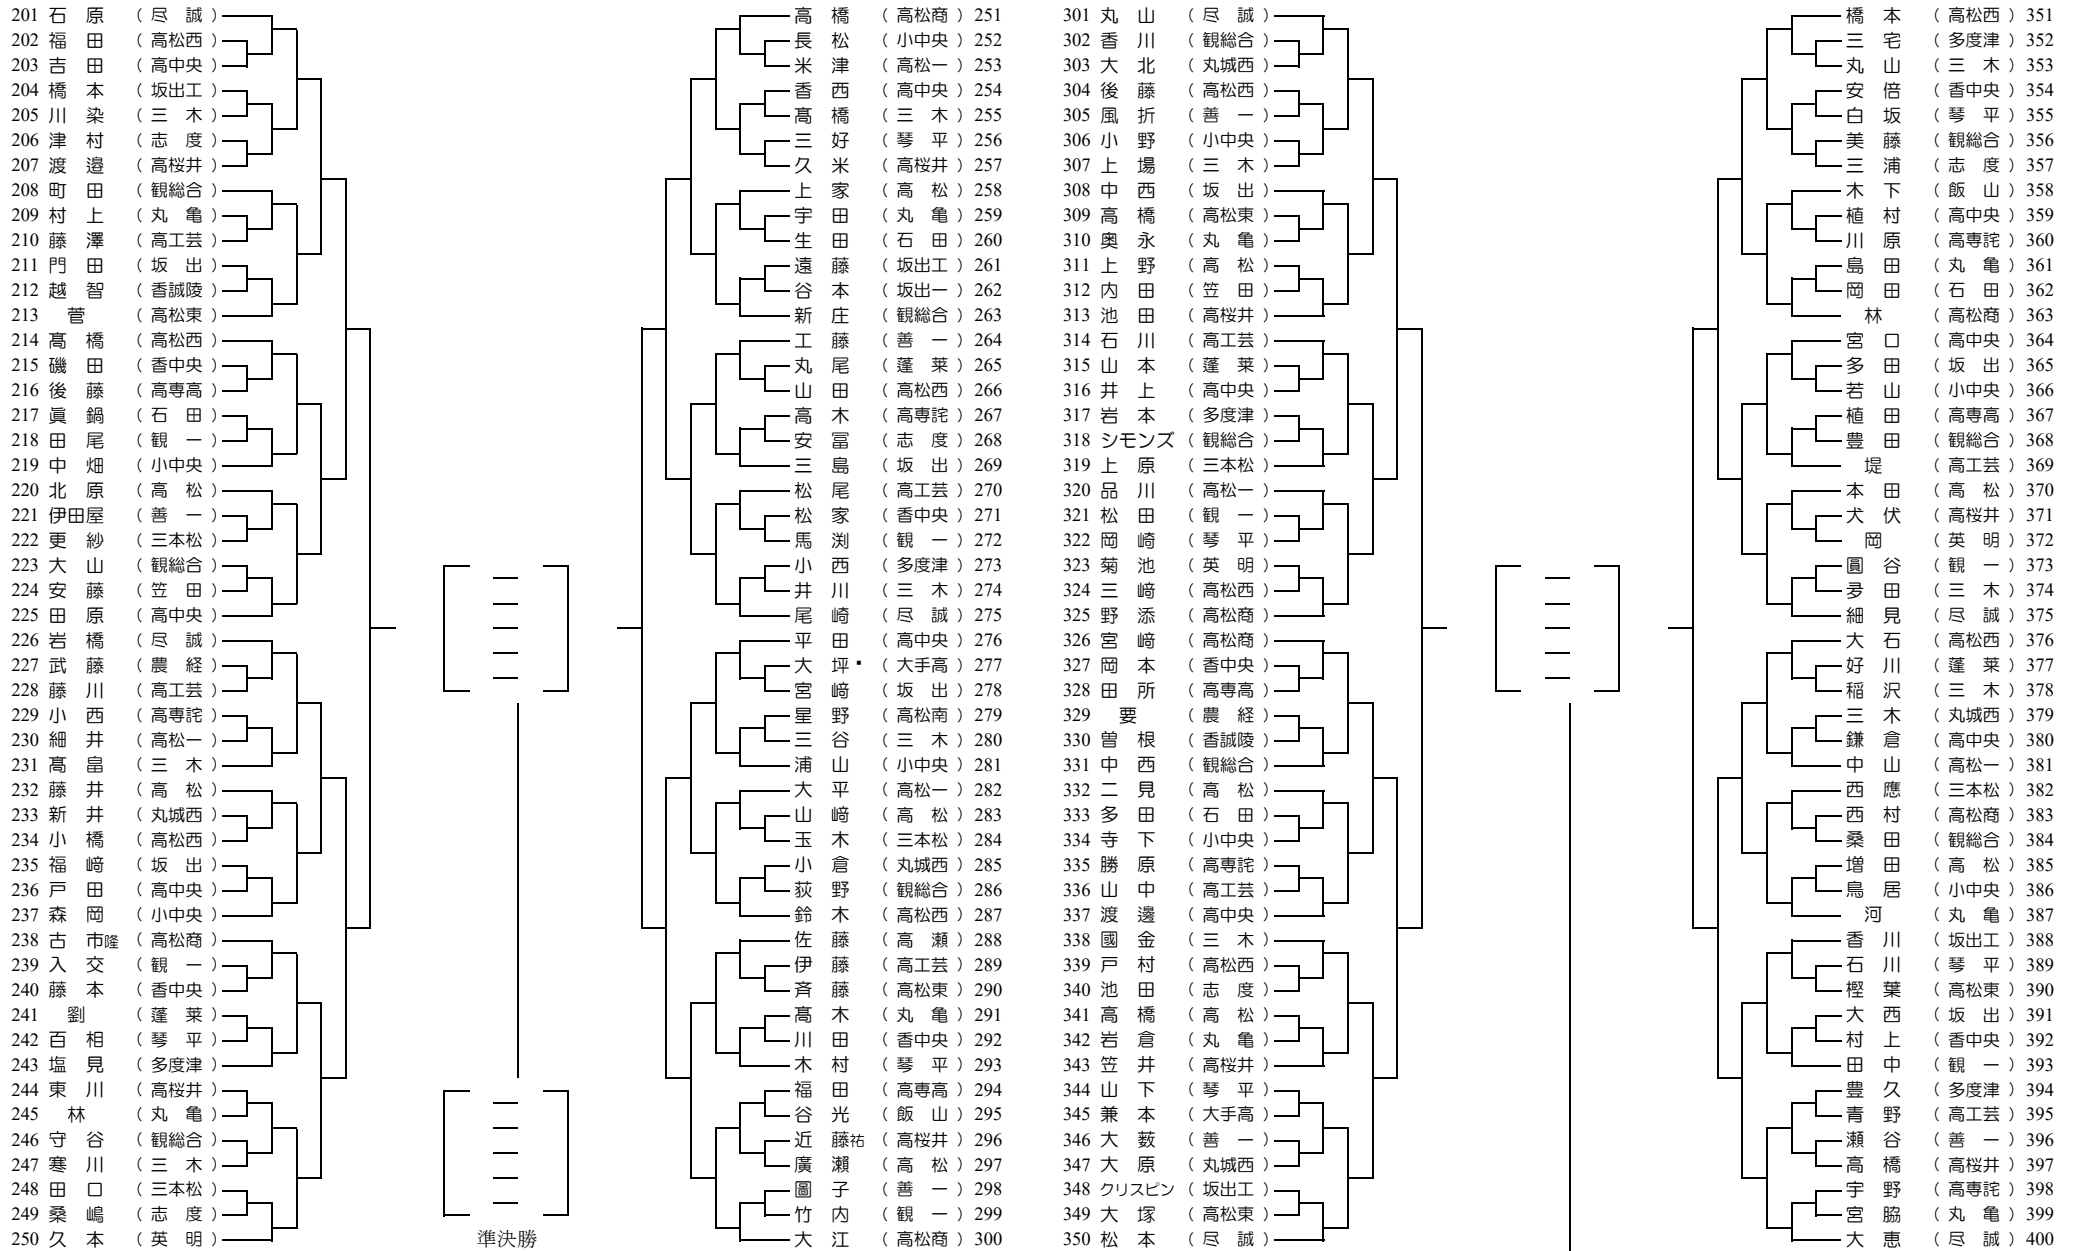 201 石 原 （ 尽 誠 ）
202 福 田 （ 高松西 ）
203 吉 田 （ 高中央 ）
204 橋 本 （ 坂出工 ）
205 川 染 （ 三 木 ）
206 津 村 （ 志 度 ）
207 渡 邉 （ 高桜井 ）
208 町 田 （ 観総合 ）
209 村 上 （ 丸 亀 ）
210 藤 澤 （ 高工芸 ）
211 門 田 （ 坂 出 ）
212 越 智 （ 香誠陵 ）
213 菅 （ 高松東 ）
214 髙 橋 （ 高松西 ）
215 磯 田 （ 香中央 ）
216 後 藤 （ 高専高 ）
217 眞 鍋 （ 石 田 ）
218 田 尾 （ 観 一 ）
219 中 畑 （ 小中央 ）
220 北 原 （ 高 松 ）
221 伊田屋 （ 善 一 ）
222 更 紗 （ 三本松 ）
223 大 山 （ 観総合 ）
224 安 藤 （ 笠 田 ）
225 田 原 （ 高中央 ）
226 岩 橋 （ 尽 誠 ）
227 武 藤 （ 農 経 ）
228 藤 川 （ 高工芸 ）
229 小 西 （ 高専詫 ）
230 細 井 （ 高松一 ）
231 髙 畠 （ 三 木 ）
232 藤 井 （ 高 松 ）
233 新 井 （ 丸城西 ）
234 小 橋 （ 高松西 ）
235 福 﨑 （ 坂 出 ）
236 戸 田 （ 高中央 ）
237 森 岡 （ 小中央 ）
238 古 市隆 （ 高松商 ）
239 入 交 （ 観 一 ）
240 藤 本 （ 香中央 ）
241 劉 （ 蓬 莱 ）
242 百 相 （ 琴 平 ）
243 塩 見 （ 多度津 ）
244 東 川 （ 高桜井 ）
245 林 （ 丸 亀 ）
246 守 谷 （ 観総合 ）
247 寒 川 （ 三 木 ）
248 田 口 （ 三本松 ）
249 桑 嶋 （ 志 度 ）
250 久 本 （ 英 明 ）
準決勝
高 橋 （ 高松商 ） 251
長 松 （ 小中央 ） 252
米 津 （ 高松一 ） 253
香 西 （ 高中央 ） 254
髙 橋 （ 三 木 ） 255
三 好 （ 琴 平 ） 256
久 米 （ 高桜井 ） 257
上 家 （ 高 松 ） 258
宇 田 （ 丸 亀 ） 259
生 田 （ 石 田 ） 260
遠 藤 （ 坂出工 ） 261
谷 本 （ 坂出一 ） 262
新 庄 （ 観総合 ） 263
工 藤 （ 善 一 ） 264
丸 尾 （ 蓬 莱 ） 265
山 田 （ 高松西 ） 266
高 木 （ 高専詫 ） 267
安 冨 （ 志 度 ） 268
三 島 （ 坂 出 ） 269
松 尾 （ 高工芸 ） 270
松 家 （ 香中央 ） 271
馬 渕 （ 観 一 ） 272
小 西 （ 多度津 ） 273
井 川 （ 三 木 ） 274
尾 崎 （ 尽 誠 ） 275
平 田 （ 高中央 ） 276
大 坪 （ 大手高 ） 277
宮 﨑 （ 坂 出 ） 278
星 野 （ 高松南 ） 279
三 谷 （ 三 木 ） 280
浦 山 （ 小中央 ） 281
大 平 （ 高松一 ） 282
山 﨑 （ 高 松 ） 283
玉 木 （ 三本松 ） 284
小 倉 （ 丸城西 ） 285
荻 野 （ 観総合 ） 286
鈴 木 （ 高松西 ） 287
佐 藤 （ 高 瀬 ） 288
伊 藤 （ 高工芸 ） 289
斉 藤 （ 高松東 ） 290
髙 木 （ 丸 亀 ） 291
川 田 （ 香中央 ） 292
木 村 （ 琴 平 ） 293
福 田 （ 高専高 ） 294
谷 光 （ 飯 山 ） 295
近 藤祐 （ 高桜井 ） 296
廣 瀬 （ 高 松 ） 297
圖 子 （ 善 一 ） 298
竹 内 （ 観 一 ） 299
大 江 （ 高松商 ） 300
301 丸 山 （ 尽 誠 ）
302 香 川 （ 観総合 ）
303 大 北 （ 丸城西 ）
304 後 藤 （ 高松西 ）
305 風 折 （ 善 一 ）
306 小 野 （ 小中央 ）
307 上 場 （ 三 木 ）
308 中 西 （ 坂 出 ）
309 高 橋 （ 高松東 ）
310 奥 永 （ 丸 亀 ）
311 上 野 （ 高 松 ）
312 内 田 （ 笠 田 ）
313 池 田 （ 高桜井 ）
314 石 川 （ 高工芸 ）
315 山 本 （ 蓬 莱 ）
316 井 上 （ 高中央 ）
317 岩 本 （ 多度津 ）
318 シモンズ （ 観総合 ）
319 上 原 （ 三本松 ）
320 品 川 （ 高松一 ）
321 松 田 （ 観 一 ）
322 岡 崎 （ 琴 平 ）
323 菊 池 （ 英 明 ）
324 三 﨑 （ 高松西 ）
325 野 添 （ 高松商 ）
326 宮 﨑 （ 高松商 ）
327 岡 本 （ 香中央 ）
328 田 所 （ 高専高 ）
329 要 （ 農 経 ）
330 曽 根 （ 香誠陵 ）
331 中 西 （ 観総合 ）
332 二 見 （ 高 松 ）
333 多 田 （ 石 田 ）
334 寺 下 （ 小中央 ）
335 勝 原 （ 高専詫 ）
336 山 中 （ 高工芸 ）
337 渡 邊 （ 高中央 ）
338 國 金 （ 三 木 ）
339 戸 村 （ 高松西 ）
340 池 田 （ 志 度 ）
341 高 橋 （ 高 松 ）
342 岩 倉 （ 丸 亀 ）
343 笠 井 （ 高桜井 ）
344 山 下 （ 琴 平 ）
345 兼 本 （ 大手高 ）
346 大 薮 （ 善 一 ）
347 大 原 （ 丸城西 ）
348 クリスピン （ 坂出工 ）
349 大 塚 （ 高松東 ）
350 松 本 （ 尽 誠 ）
橋 本 （ 高松西 ） 351
三 宅 （ 多度津 ） 352
丸 山 （ 三 木 ） 353
安 倍 （ 香中央 ） 354
白 坂 （ 琴 平 ） 355
美 藤 （ 観総合 ） 356
三 浦 （ 志 度 ） 357
木 下 （ 飯 山 ） 358
植 村 （ 高中央 ） 359
川 原 （ 高専詫 ） 360
島 田 （ 丸 亀 ） 361
岡 田 （ 石 田 ） 362
林 （ 高松商 ） 363
宮 口 （ 高中央 ） 364
多 田 （ 坂 出 ） 365
若 山 （ 小中央 ） 366
植 田 （ 高専高 ） 367
豊 田 （ 観総合 ） 368
堤 （ 高工芸 ） 369
本 田 （ 高 松 ） 370
犬 伏 （ 高桜井 ） 371
岡 （ 英 明 ） 372
圓 谷 （ 観 一 ） 373
夛 田 （ 三 木 ） 374
細 見 （ 尽 誠 ） 375
大 石 （ 高松西 ） 376
好 川 （ 蓬 莱 ） 377
稲 沢 （ 三 木 ） 378
三 木 （ 丸城西 ） 379
鎌 倉 （ 高中央 ） 380
中 山 （ 高松一 ） 381
西 應 （ 三本松 ） 382
西 村 （ 高松商 ） 383
桑 田 （ 観総合 ） 384
増 田 （ 高 松 ） 385
鳥 居 （ 小中央 ） 386
河 （ 丸 亀 ） 387
香 川 （ 坂出工 ） 388
石 川 （ 琴 平 ） 389
樫 葉 （ 高松東 ） 390
大 西 （ 坂 出 ） 391
村 上 （ 香中央 ） 392
田 中 （ 観 一 ） 393
豊 久 （ 多度津 ） 394
青 野 （ 高工芸 ） 395
瀬 谷 （ 善 一 ） 396
高 橋 （ 高桜井 ） 397
宇 野 （ 高専詫 ） 398
宮 脇 （ 丸 亀 ） 399
大 恵 （ 尽 誠 ） 400